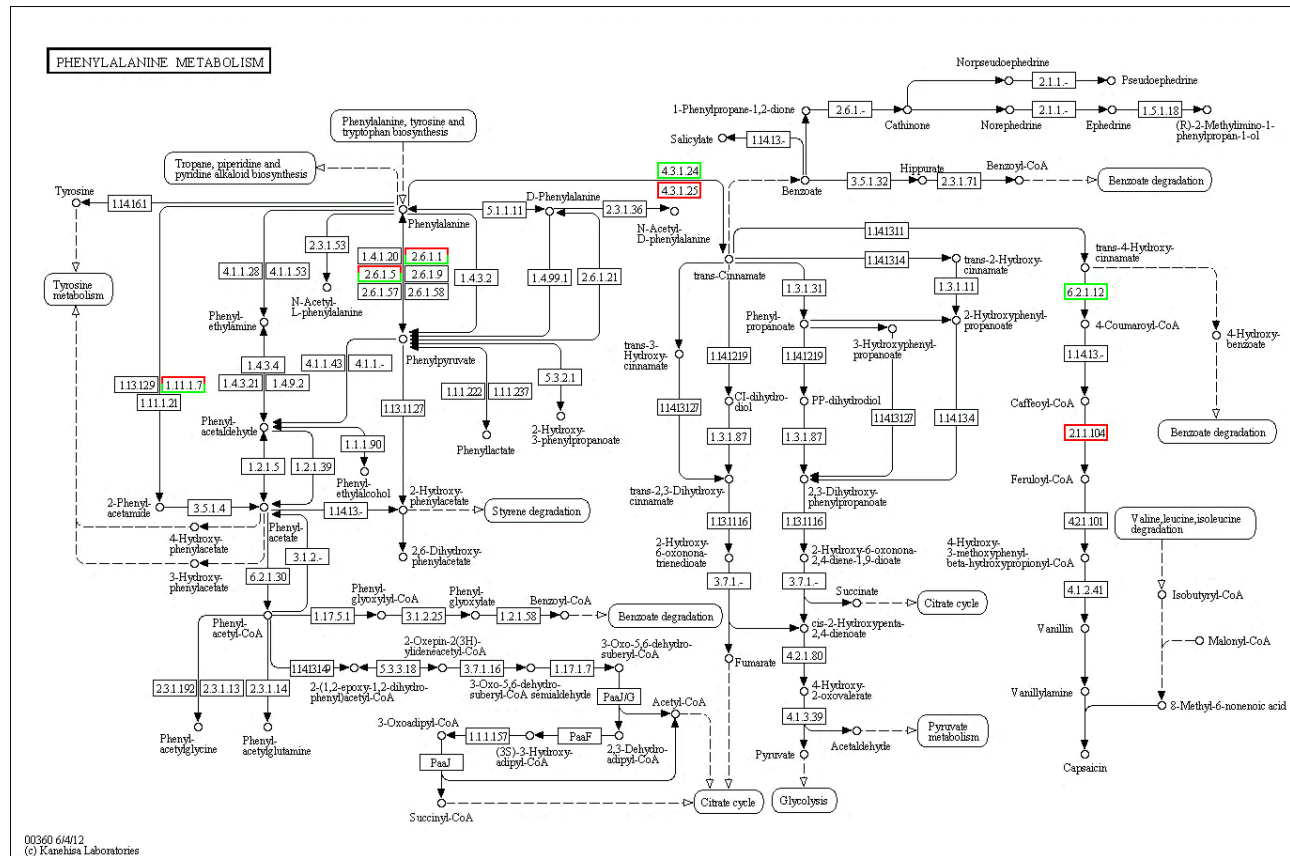 PHENYLALANINE METABOLISM
Norpseudoephedrine
2.1.1.-
Pseudoephedrine
1-Phenylpropane-1,2-dione
2.6.1.-
Cathinone
2.1.1.-
Norephedrine
Ephedrine
1.5.1.18
(R)-2-Methylimino-1-
phenylpropan-1-ol
Phenylalanine, tyrosine and
tryptophan biosynthesis
Salicylate
1.14.13.-
Tropane, piperidine and
pyridine alkaloid biosynthesis
4.3.1.24
4.3.1.25
Benzoate
3.5.1.32
Hippurate
2.3.1.71
Benzoyl-CoA
Benzoate degradation
Tyrosine
1.14.16.1
Phenylalanine
5.1.1.11
D-Phenylalanine
2.3.1.36
N-Acetyl-
D-phenylalanine
1.14.13.11
trans-4-Hydroxy-
cinnamate
2.3.1.53
1.4.1.20
2.6.1.1
2.6.1.5
2.6.1.9
2.6.1.57
2.6.1.58
4.1.1.28
4.1.1.53
1.4.3.2
1.4.99.1
2.6.1.21
trans-Cinnamate
1.14.13.14
trans-2-Hydroxy-
cinnamate
Tyrosine
metabolism
N-Acetyl-
L-phenylalanine
1.3.1.31
1.3.1.11
6.2.1.12
Phenyl-
ethylamine
Phenyl-
propanoate
2-Hydroxyphenyl-
propanoate
4-Coumaroyl-CoA
4-Hydroxy-
benzoate
Phenylpyruvate
trans-3-
Hydroxy-
cinnamate
1.14.12.19
1.14.12.19
3-Hydroxyphenyl-
propanoate
1.14.13.-
1.4.3.4
1.4.3.21
1.4.9.2
4.1.1.43
4.1.1.-
1.13.12.9
1.11.1.7
1.11.1.21
1.13.11.27
1.1.1.222
1.1.1.237
5.3.2.1
1.14.13.127
CI-dihydro-
diol
PP-dihydrodiol
1.14.13.127
1.14.13.4
Caffeoyl-CoA
Phenyl-
acetaldehyde
1.1.1.90
Phenyllactate
2-Hydroxy-
3-phenylpropanoate
1.3.1.87
1.3.1.87
2.1.1.104
Benzoate degradation
1.2.1.5
1.2.1.39
Phenyl-
ethylalcohol
2-Phenyl-
acetamide
3.5.1.4
Phenyl-
acetate
1.14.13.-
2-Hydroxy-
phenylacetate
Styrene degradation
trans-2,3-Dihydroxy-
cinnamate
2,3-Dihydroxy-
phenylpropanoate
Feruloyl-CoA
4-Hydroxy-
phenylacetate
3-Hydroxy-
phenylacetate
3.1.2.-
6.2.1.30
2,6-Dihydroxy-
phenylacetate
1.13.11.16
1.13.11.16
4.2.1.101
Valine, leucine, isoleucine
degradation
2-Hydroxy-
6-oxonona-
trienedioate
2-Hydroxy-6-oxonona-
2,4-diene-1,9-dioate
4-Hydroxy-
3-methoxyphenyl-
beta-hydroxypropionyl-CoA
3.7.1.-
3.7.1.-
Succinate
Citrate cycle
4.1.2.41
Isobutyryl-CoA
Phenyl-
acetyl-CoA
1.17.5.1
Phenyl-
glyoxylyl-CoA
3.1.2.25
Phenyl-
glyoxylate
1.2.1.58
Benzoyl-CoA
Benzoate degradation
cis-2-Hydroxypenta-
2,4-dienoate
Vanillin
Malonyl-CoA
1.14.13.149
5.3.3.18
2-Oxepin-2(3H)-
ylideneacetyl-CoA
3.7.1.16
1.17.1.7
3-Oxo-5,6-dehydro-
suberyl-CoA
Fumarate
4.2.1.80
2.3.1.192
2.3.1.13
2.3.1.14
2-(1,2-epoxy-1,2-dihydro-
phenyl)acetyl-CoA
3-Oxo-5,6-dehydro-
suberyl-CoA semialdehyde
PaaJ/G
Acetyl-CoA
4-Hydroxy-
2-oxovalerate
Vanillylamine
8-Methyl-6-nonenoic acid
Phenyl-
acetylglycine
Phenyl-
acetylglutamine
3-Oxoadipyl-CoA
1.1.1.157
(3S)-3-Hydroxy-
adipyl-CoA
PaaF
2,3-Dehydro-
adipyl-CoA
4.1.3.39
Acetaldehyde
Pyruvate
metabolism
PaaJ
Pyruvate
Capsaicin
Succinyl-CoA
Citrate cycle
Glycolysis
00360 6/4/12
(c) Kanehisa Laboratories